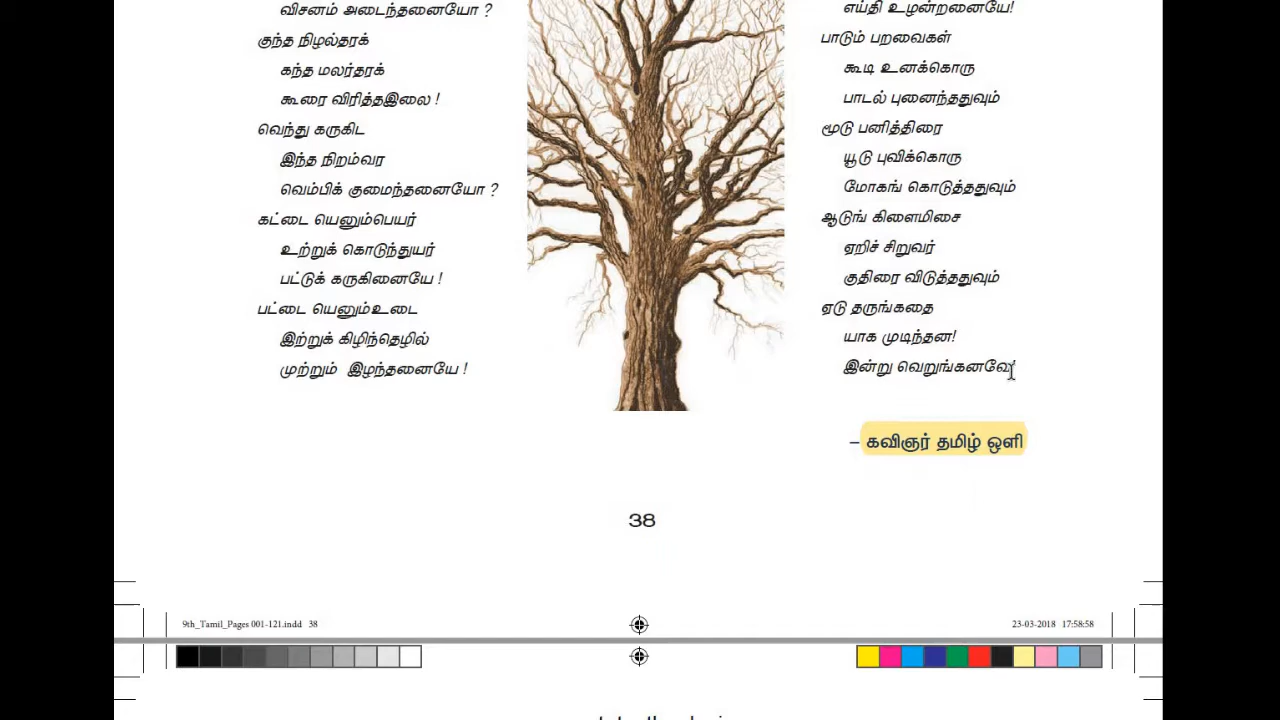 விசனம் அடைந்தனையோ ?
குந்த நிழல்தரக்
கந்த மலர்தரக்
கூரை விரித்தஇலை !
வெந்து கருகிட
இந்த நிறம்வர
வெம்பிக் குமைந்தனையோ ?
கட்டை யெனும்பெயர்
உற்றுக் கொடுந்துயர்
பட்டுக் கருகினையே !
பட்டை யெனும்உடை
இற்றுக் கிழிந்தெழில்
முற்றும் இழந்தனையே !
எய்தி உழன்றனையே!
பாடும் பறவைகள்
கூடி உனக்கொரு
பாடல் புனைந்ததுவும்
மூடு பனித்திரை
யூடு புவிக்கொரு
மோகங் கொடுத்ததுவும்
ஆடுங் கிளைமிசை
ஏறிச் சிறுவர்
குதிரை விடுத்ததுவும்
ஏடு தருங்கதை
யாக முடிந்தன!
இன்று வெறுங்கனவே!
– கவிஞர் தமிழ் ஒளி
38
9th_Tamil_Pages 001-121.indd 38
23-03-2018 17:58:58